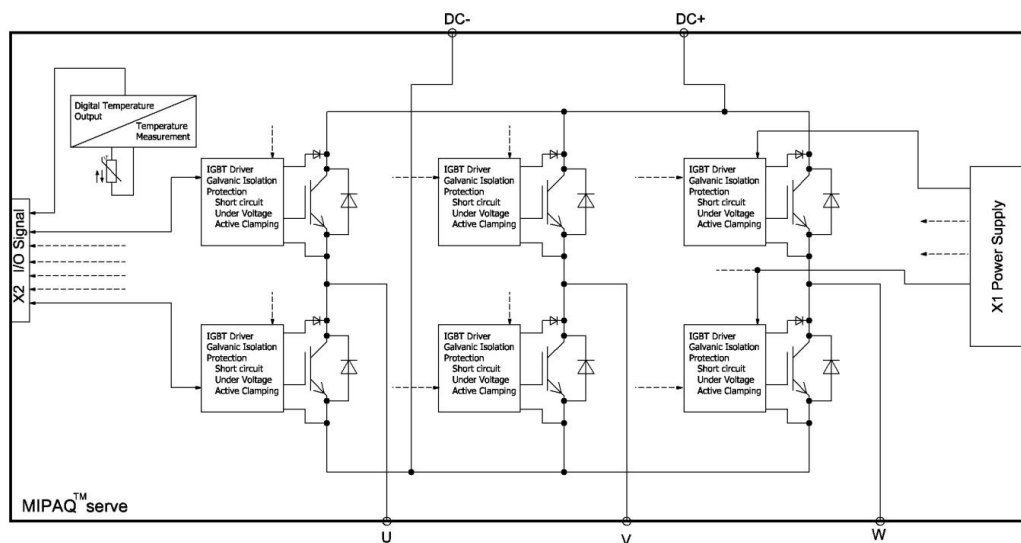 DC-
DC+
Digital Temperature
Output
Temperature
Measurement
IGBT Driver
Galvanic Isolation
Protection
Short circuit
Under Voltage
Active Clamping
IGBT Driver
Galvanic Isolation
Protection
Short circuit
Under Voltage
Active Clamping
IGBT Driver
Galvanic Isolation
Protection
Short circuit
Under Voltage
Active Clamping
X2 I/O Signal
X1 Power Supply
IGBT Driver
Galvanic Isolation
Protection
Short circuit
Under Voltage
Active Clamping
IGBT Driver
Galvanic Isolation
Protection
Short circuit
Under Voltage
Active Clamping
IGBT Driver
Galvanic Isolation
Protection
Short circuit
Under Voltage
Active Clamping
MIPAQ™serve
U
V
W